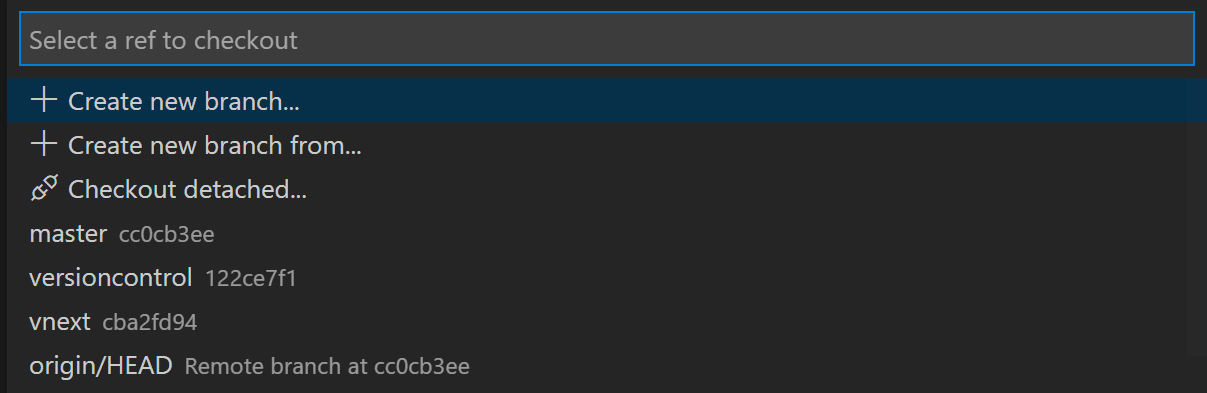 Select a ref to checkout
Create new branch...
Create new branch from...
Checkout detached...
master cc0cb3ee
versioncontrol 122ce7f1
vnext cba2fd94
origin/HEAD Remote branch at cc0cb3ee